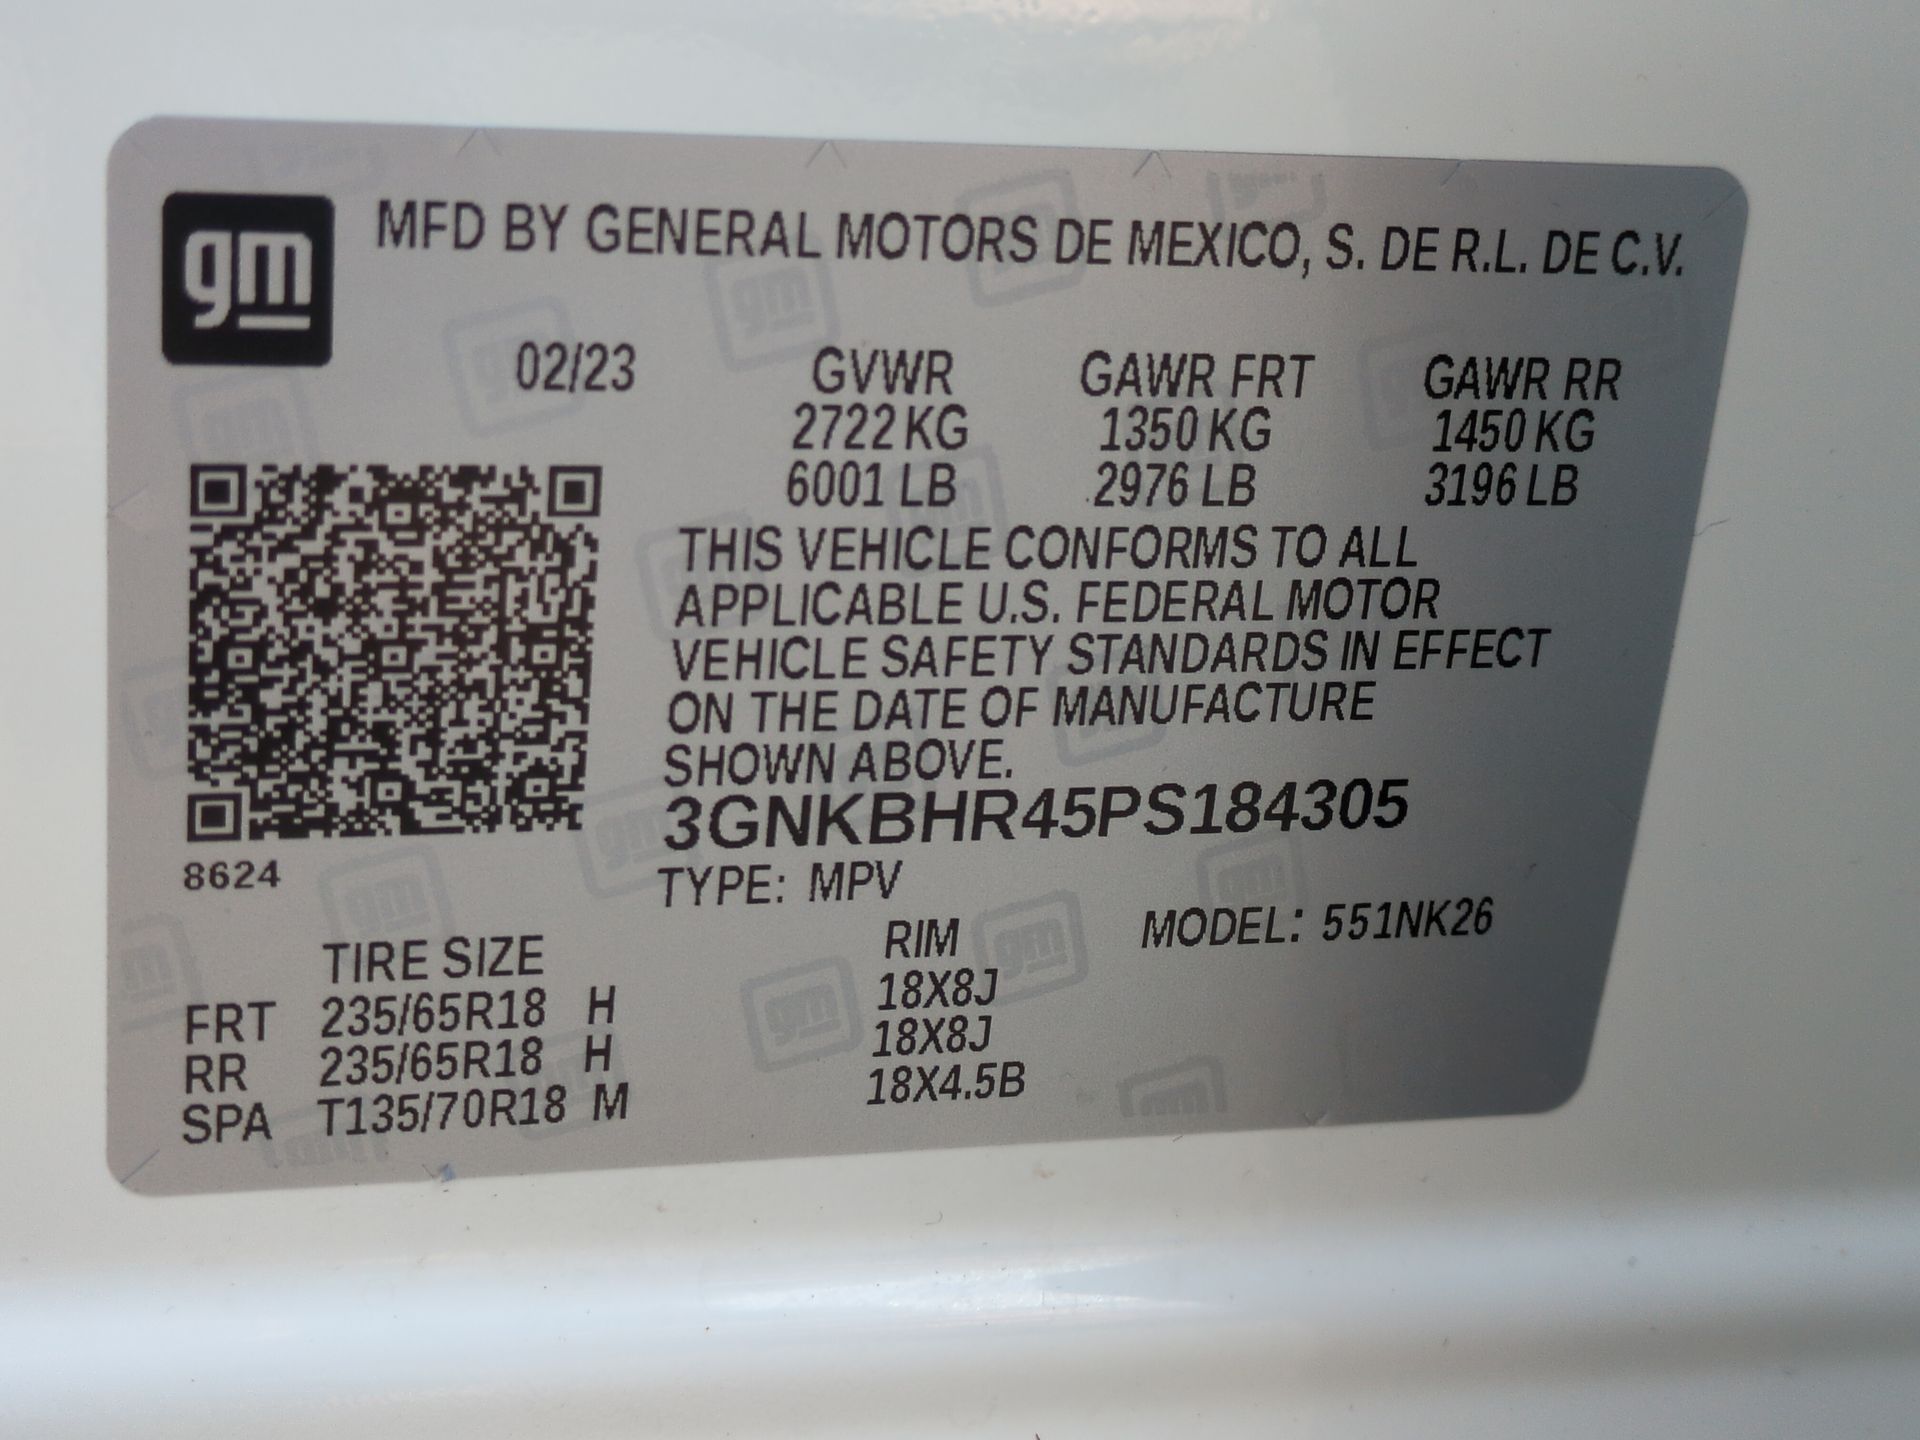 gm MFD BY GENERAL MOTORS DE MEXICO, S. DE R.L. DE C.V.
02/23 GVWR GAWR FRT GAWR RR
2722 KG 1350 KG 1450 KG
6001 LB 2976 LB 3196 LB
THIS VEHICLE CONFORMS TO ALL
APPLICABLE U.S. FEDERAL MOTOR
VEHICLE SAFETY STANDARDS IN EFFECT
ON THE DATE OF MANUFACTURE
SHOWN ABOVE.
3GNKBHR45PS184305
8624
TYPE: MPV
MODEL: 551NK26
TIRE SIZE RIM
FRT 235/65R18 H 18X8J
RR 235/65R18 H 18X8J
SPA T135/70R18 M 18X4.5B